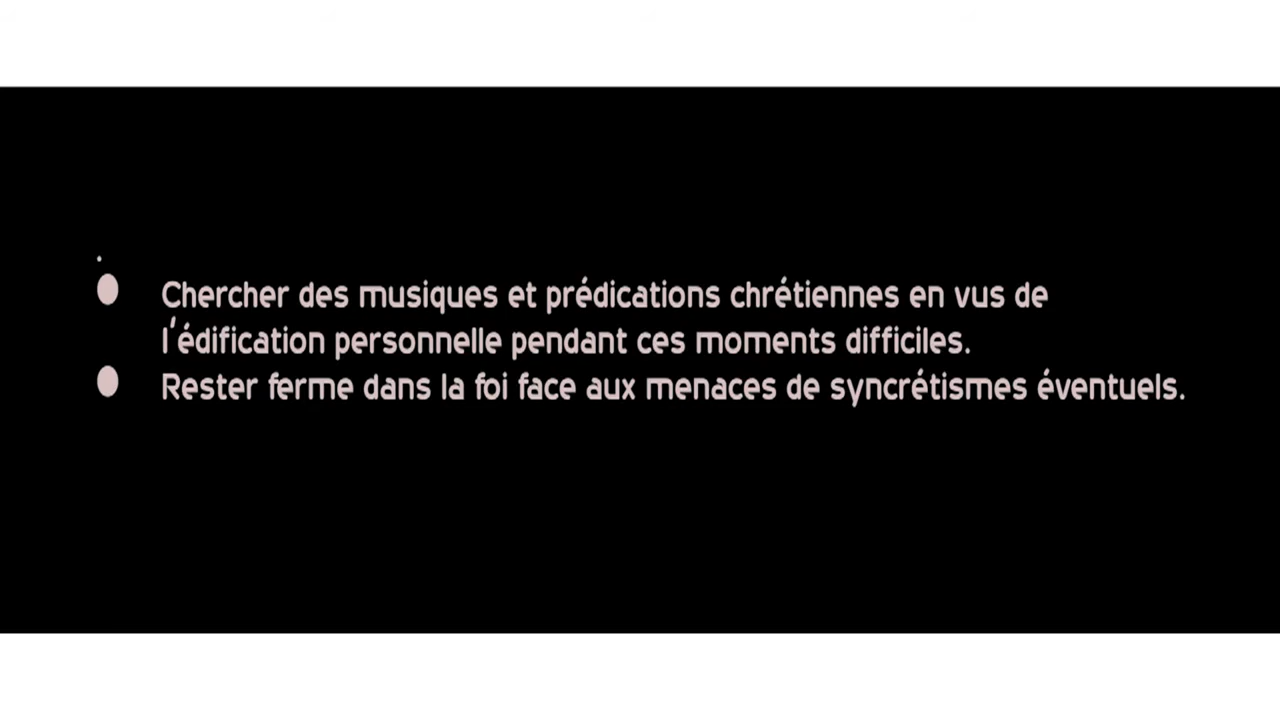 ● Chercher des musiques et prédications chrétiennes en vus de
l'édification personnelle pendant ces moments difficiles.
● Rester ferme dans la foi face aux menaces de syncrétismes éventuels.